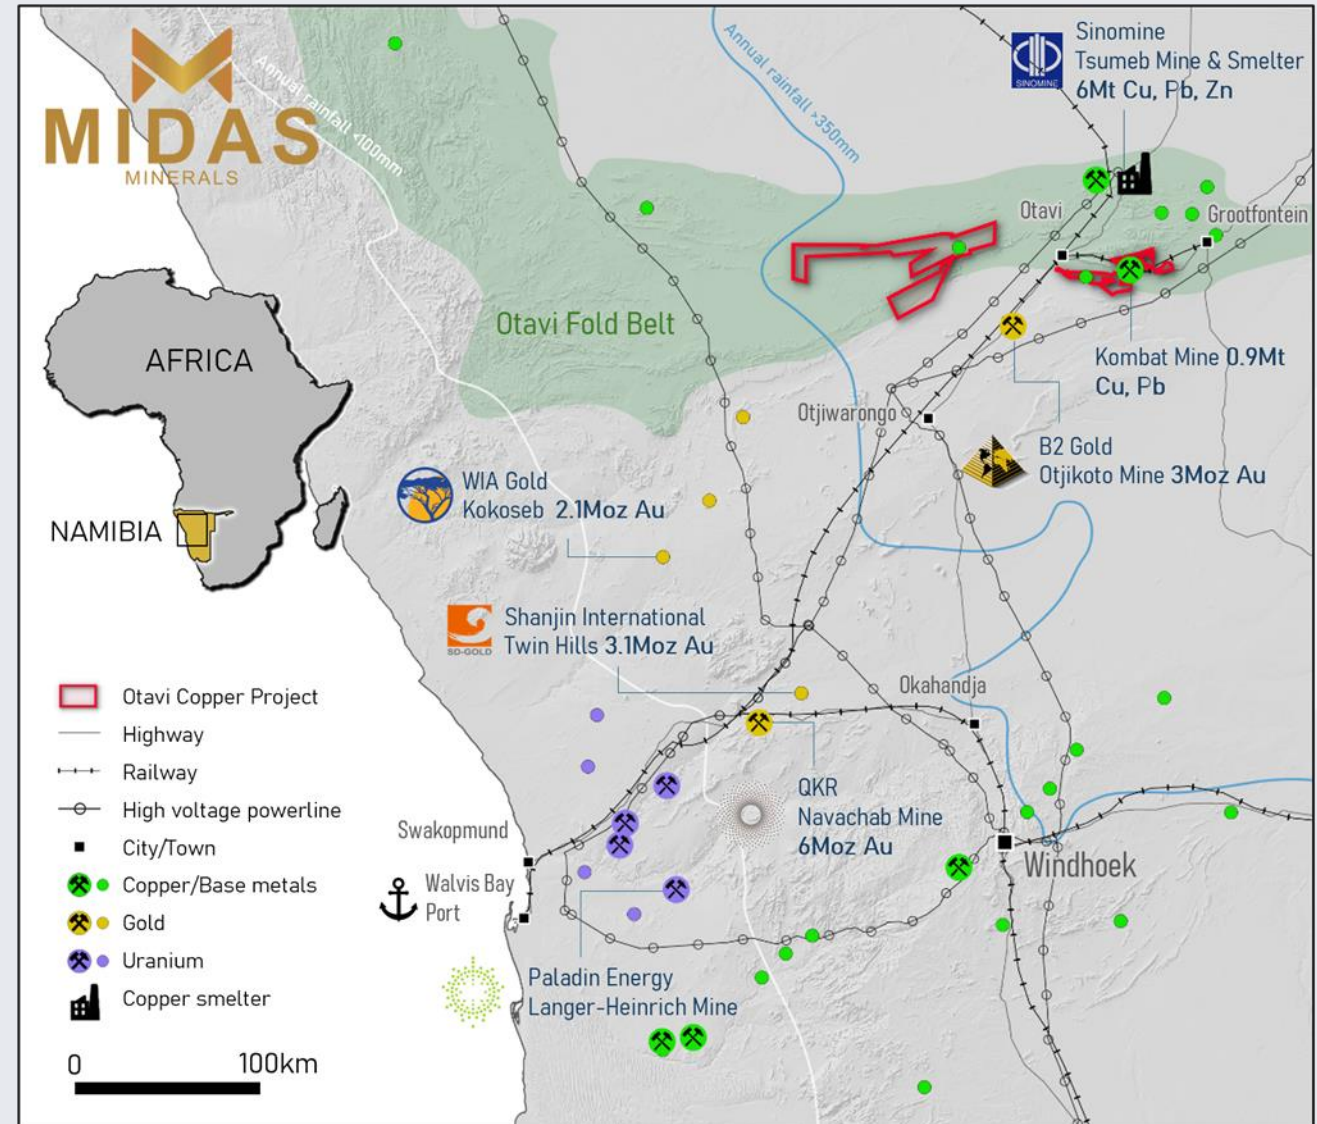 MIDAS
MINERALS
Annual rainfall <100mm
Annual rainfall >350mm
SINOMINE
Sinomine
Tsumeb Mine & Smelter
6Mt Cu, Pb, Zn
Otavi
Grootfontein
Otavi Fold Belt
Kombat Mine 0.9Mt
Cu, Pb
AFRICA
NAMIBIA
Otjiwarongo
B2 Gold
Otjikoto Mine 3Moz Au
WIA Gold
Kokoseb 2.1Moz Au
SD-GOLD
Shanjin International
Twin Hills 3.1Moz Au
Okahandja
QKR
Navachab Mine
6Moz Au
Swakopmund
Walvis Bay
Port
Windhoek
Paladin Energy
Langer-Heinrich Mine
Otavi Copper Project
Highway
Railway
High voltage powerline
City/Town
Copper/Base metals
Gold
Uranium
Copper smelter
0 100km